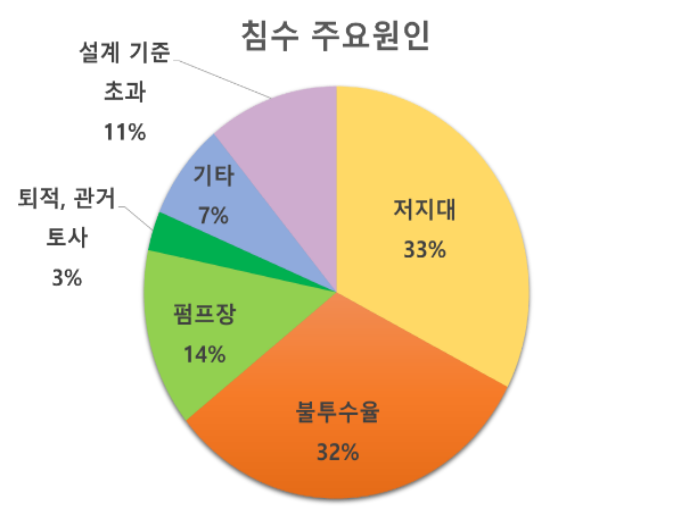 침수 주요원인
설계 기준
초과
11%
기타
7%
저지대
33%
퇴적, 관거
토사
3%
펌프장
14%
불투수율
32%